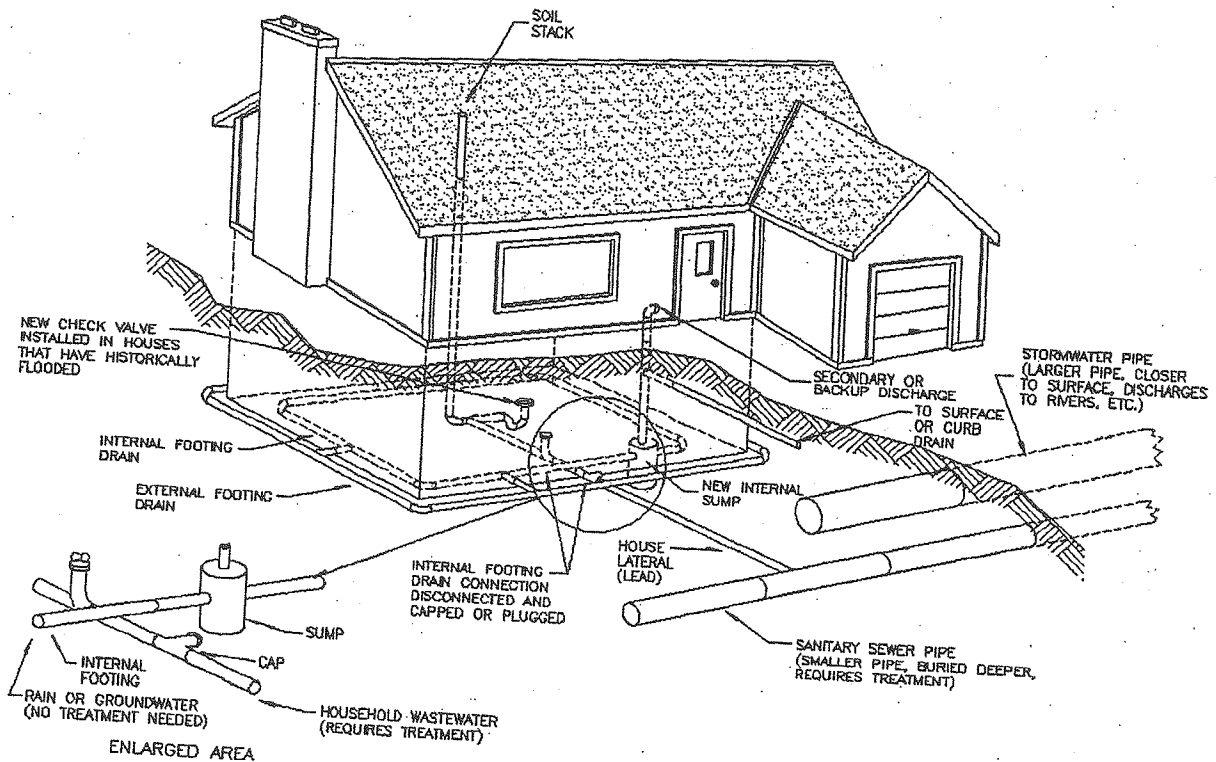 SOIL
STACK
NEW CHECK VALVE
INSTALLED IN HOUSES
THAT HAVE HISTORICALLY
FLOODED
STORMWATER PIPE
(LARGER PIPE, CLOSER
TO SURFACE, DISCHARGES
TO RIVERS, ETC.)
SECONDARY OR
BACKUP DISCHARGE
TO SURFACE
OR CURB
DRAIN
INTERNAL FOOTING
DRAIN
EXTERNAL FOOTING
DRAIN
NEW INTERNAL
SUMP
HOUSE
LATERAL
(LEAD)
INTERNAL FOOTING
DRAIN CONNECTION
DISCONNECTED AND
CAPPED OR PLUGGED
SUMP
CAP
SANITARY SEWER PIPE
(SMALLER PIPE, BURIED DEEPER,
REQUIRES TREATMENT)
INTERNAL
FOOTING
RAIN OR GROUNDWATER
(NO TREATMENT NEEDED)
HOUSEHOLD WASTEWATER
(REQUIRES TREATMENT)
ENLARGED AREA